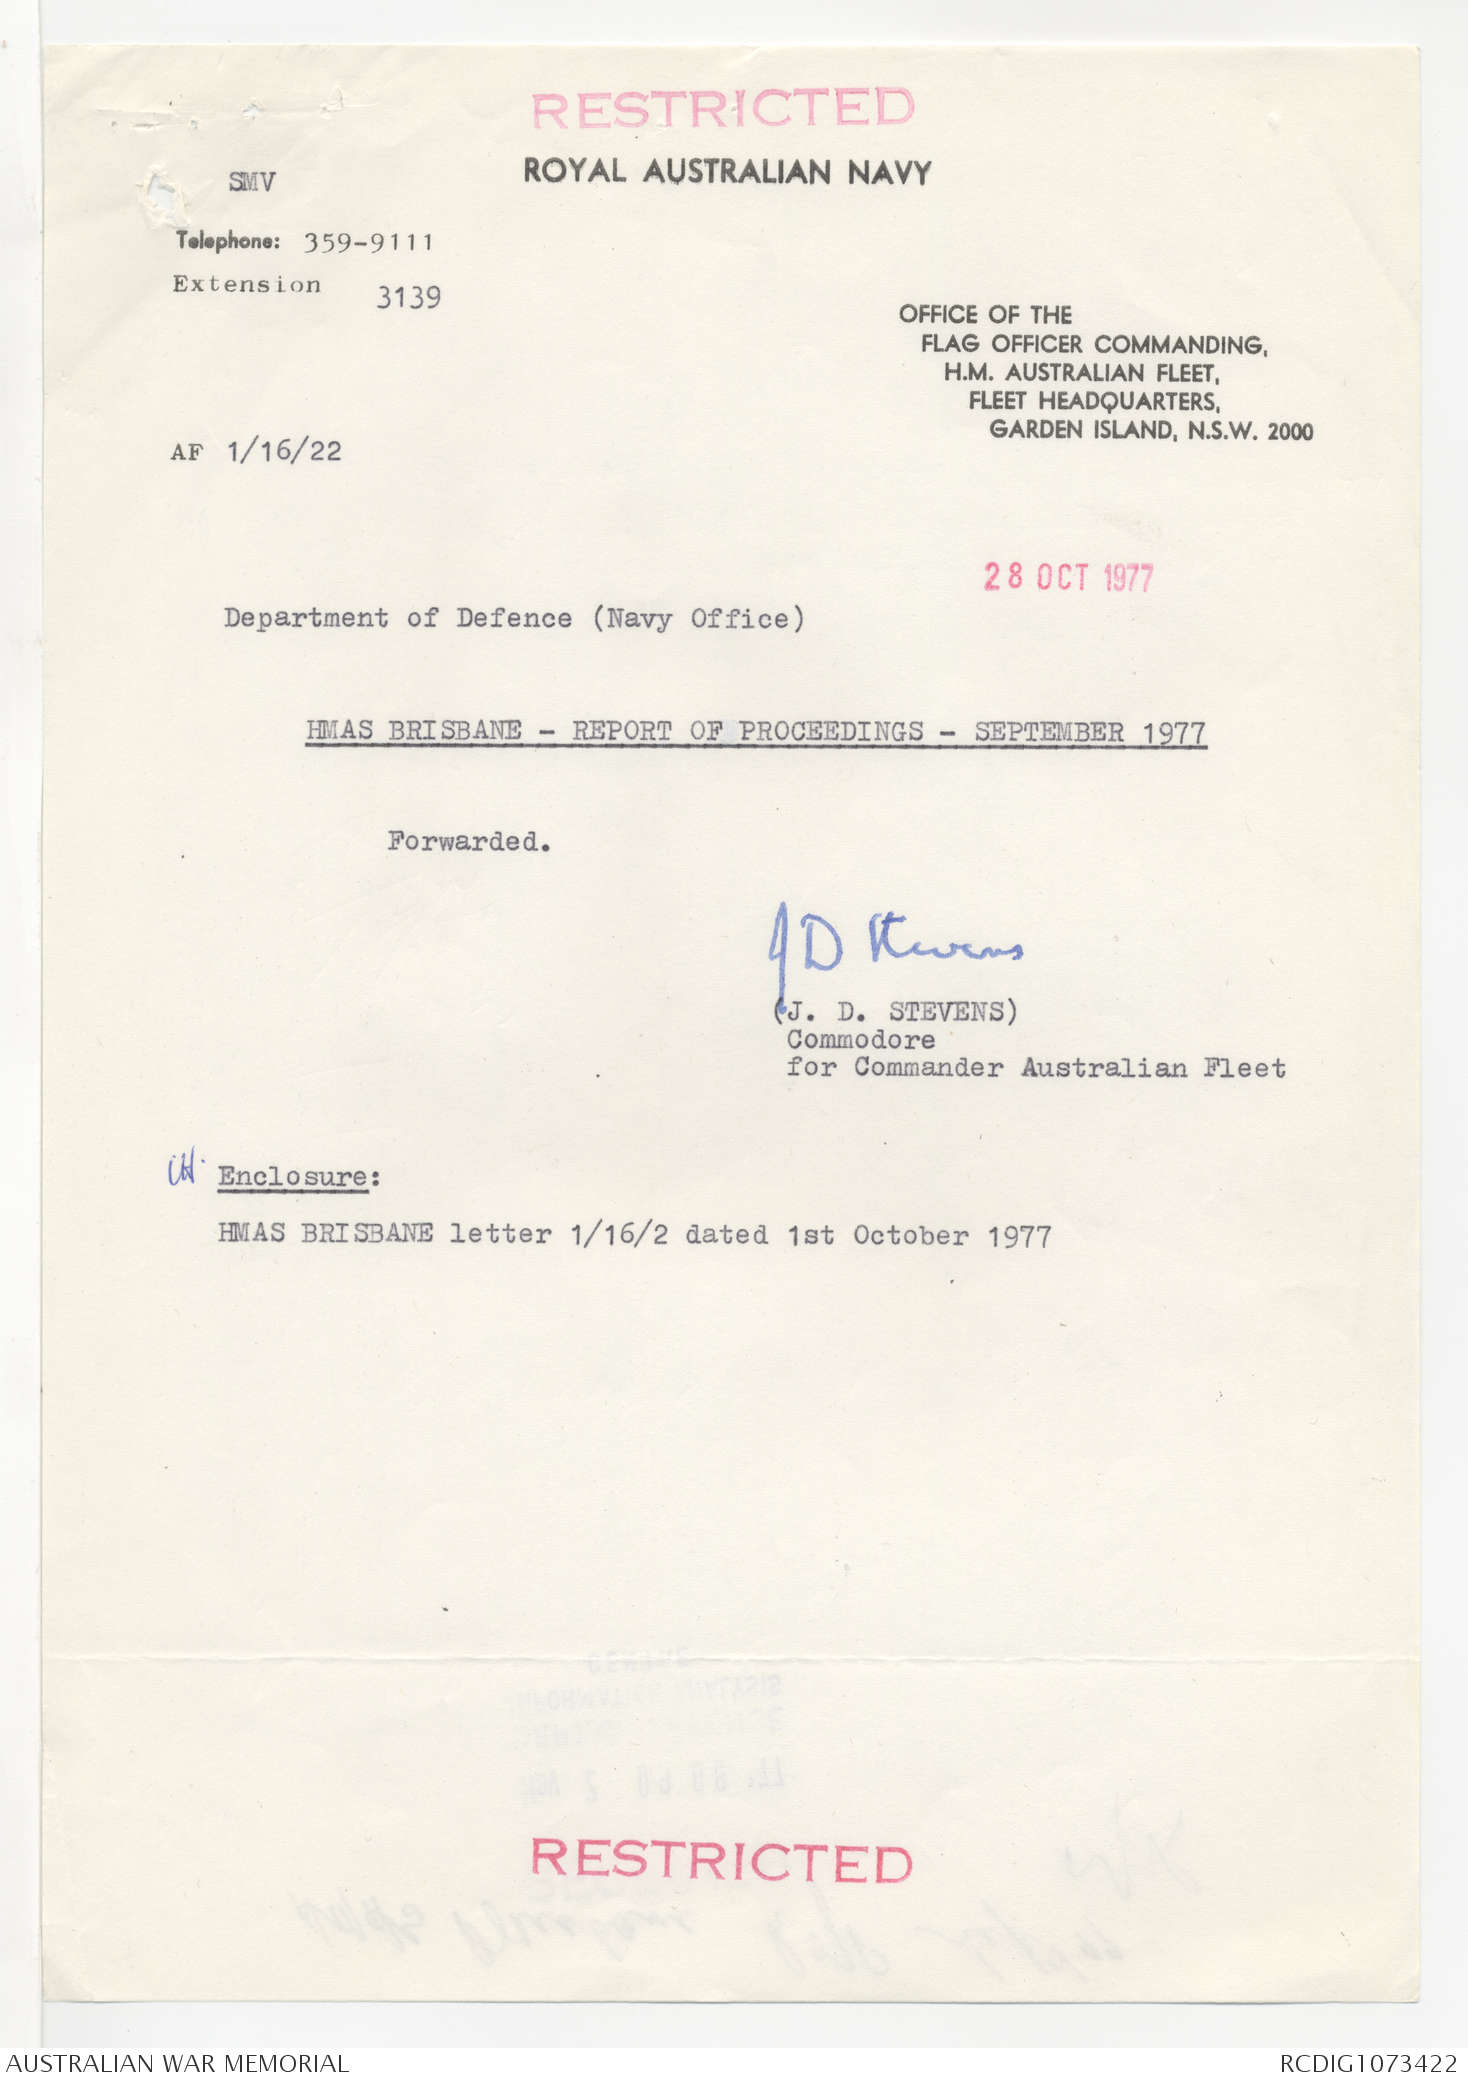 RESTRICTED
ROYAL AUSTRALIAN NAVY
SMV
Telephone: 359-9111
Extension 3139
OFFICE OF THE
FLAG OFFICER COMMANDING,
H.M. AUSTRALIAN FLEET,
FLEET HEADQUARTERS,
GARDEN ISLAND, N.S.W. 2000
AF 1/16/22
28 OCT 1977
Department of Defence (Navy Office)
HMAS BRISBANE - REPORT OF PROCEEDINGS - SEPTEMBER 1977
Forwarded.
J D Stevens
(J. D. STEVENS)
Commodore
for Commander Australian Fleet
Enclosure:
HMAS BRISBANE letter 1/16/2 dated 1st October 1977
RESTRICTED
AUSTRALIAN WAR MEMORIAL
RCDIG1073422